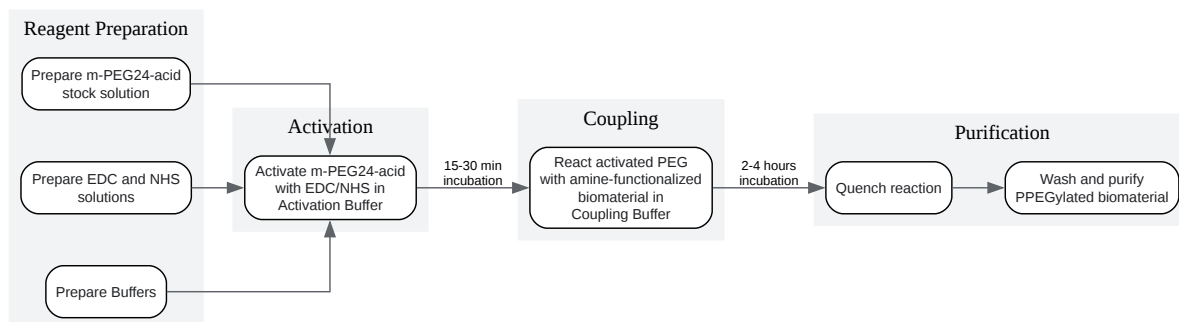 Reagent Preparation
Prepare m-PEG24-acid
stock solution
Prepare EDC and NHS
solutions
Prepare Buffers
Activation
Activate m-PEG24-acid
with EDC/NHS in
Activation Buffer
15-30 min
incubation
Coupling
React activated PEG
with amine-functionalized
biomaterial in
Coupling Buffer
2-4 hours
incubation
Purification
Quench reaction
Wash and purify
PPEGylated biomaterial